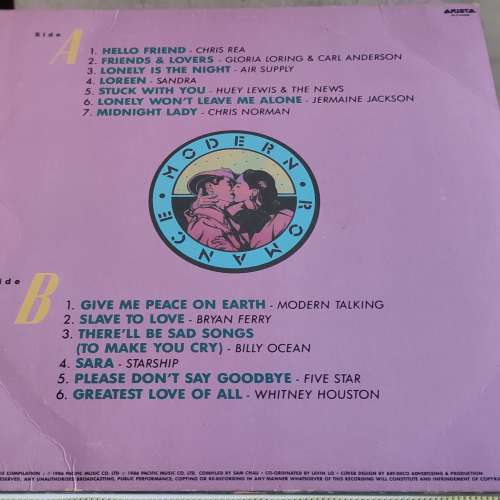 ARISTA
Side A
1. HELLO FRIEND - CHRIS REA
2. FRIENDS & LOVERS - GLORIA LORING & CARL ANDERSON
3. LONELY IS THE NIGHT - AIR SUPPLY
4. LOREEN - SANDRA
5. STUCK WITH YOU - HUEY LEWIS & THE NEWS
6. LONELY WON'T LEAVE ME ALONE - JERMAINE JACKSON
7. MIDNIGHT LADY - CHRIS NORMAN
· MODERN · ROMANCE
ide B
1. GIVE ME PEACE ON EARTH - MODERN TALKING
2. SLAVE TO LOVE - BRYAN FERRY
3. THERE'LL BE SAD SONGS
(TO MAKE YOU CRY) - BILLY OCEAN
4. SARA - STARSHIP
5. PLEASE DON'T SAY GOODBYE - FIVE STAR
6. GREATEST LOVE OF ALL - WHITNEY HOUSTON
COMPILATION ℗ 1986 PACIFIC MUSIC CO. LTD. © 1986 PACIFIC MUSIC CO. LTD. COMPILED BY SAM CHAU • CO-ORDINATED BY LEVIN LO • COVER DESIGN BY ART-DECO ADVERTISING & PRODUCTION
RESERVED. ANY UNAUTHORISED BROADCASTING, PUBLIC PERFORMANCE, COPYING OR RE-RECORDING IN ANY MANNER WHATSOEVER OF THIS RECORDING WILL CONSTITUTE AND INFRINGEMENT OF COP